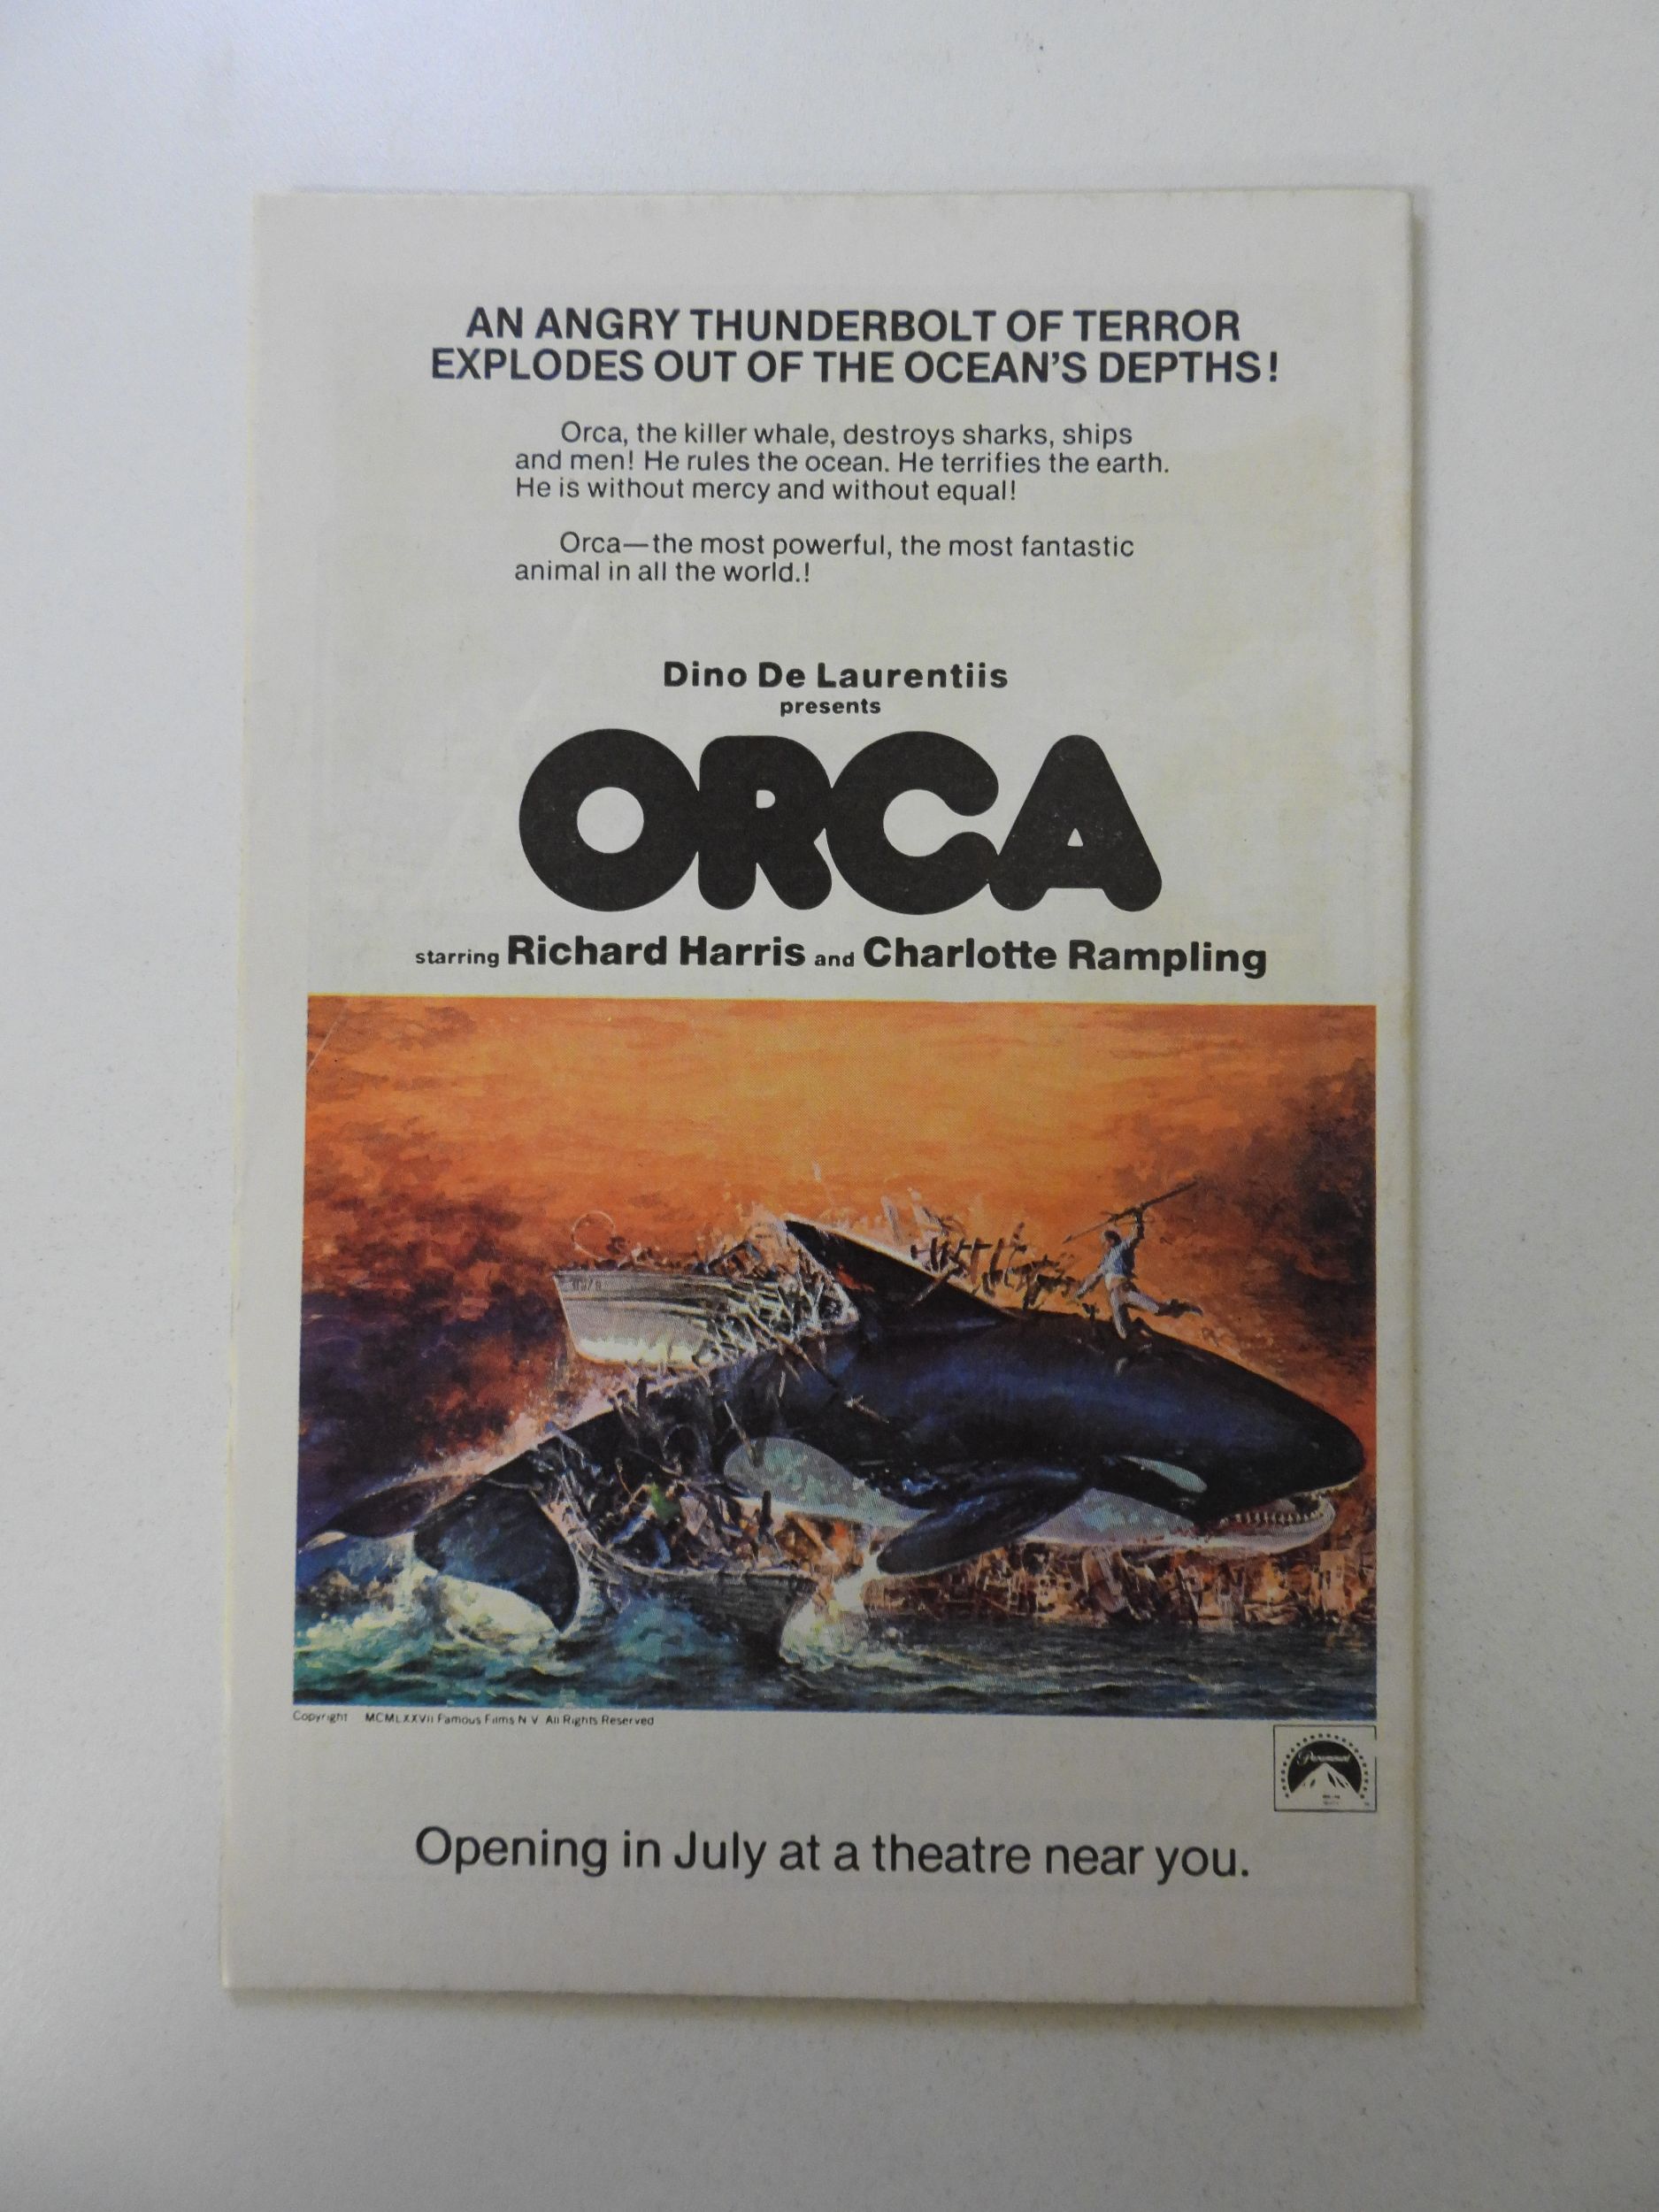 AN ANGRY THUNDERBOLT OF TERROR
EXPLODES OUT OF THE OCEAN'S DEPTHS!
Orca, the killer whale, destroys sharks, ships
and men! He rules the ocean. He terrifies the earth.
He is without mercy and without equal!
Orca—the most powerful, the most fantastic
animal in all the world.!
Dino De Laurentiis
presents
ORCA
starring Richard Harris and Charlotte Rampling
Copyright MCMLXXVII Famous Films N V All Rights Reserved
Paramount
Opening in July at a theatre near you.